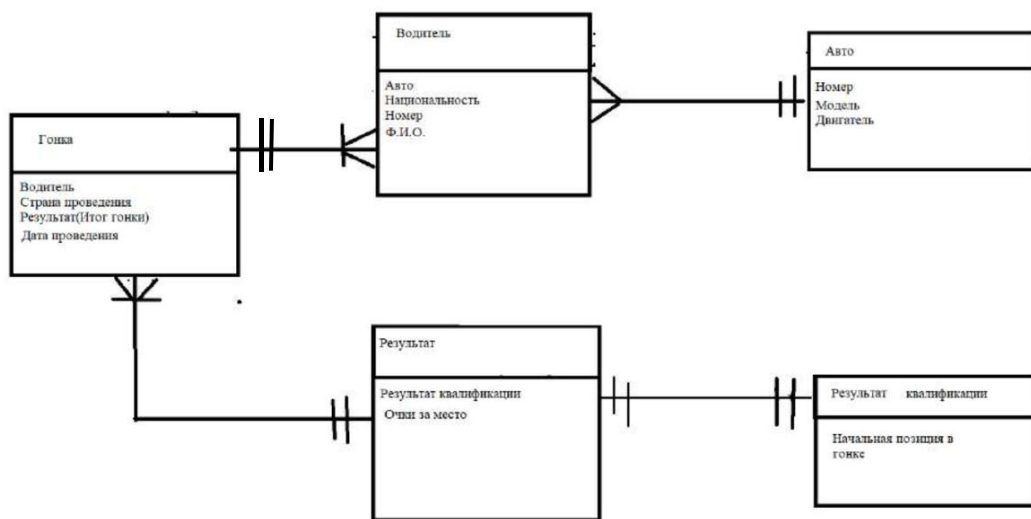 Водитель
Авто
Национальность
Номер
Ф.И.О.
Авто
Номер
Модель
Двигатель
Гонка
Водитель
Страна проведения
Результат(Итог гонки)
Дата проведения
Результат
Результат квалификации
Очки за место
Результат квалификации
Начальная позиция в
гонке